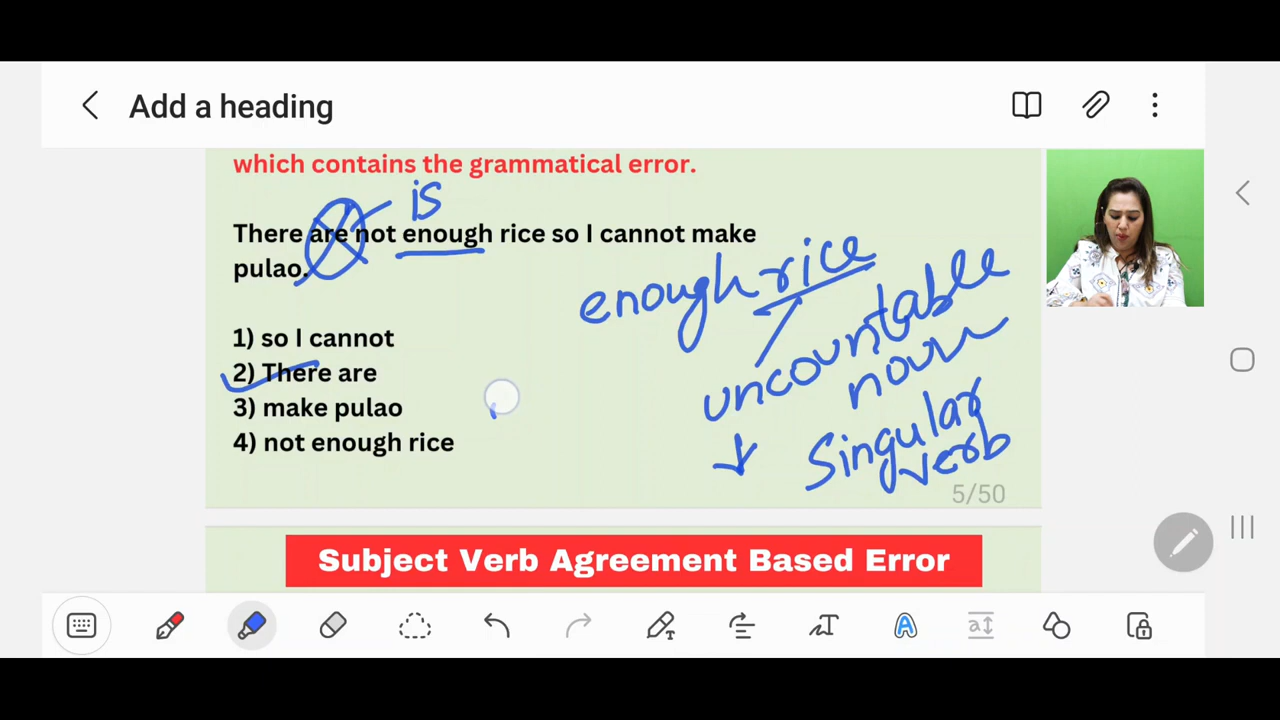 Add a heading
which contains the grammatical error.
is
There are not enough rice so I cannot make
pulao.
enough rice
uncountable
noun
Singular
verb
1) so I cannot
2) There are
3) make pulao
4) not enough rice
5/50
Subject Verb Agreement Based Error